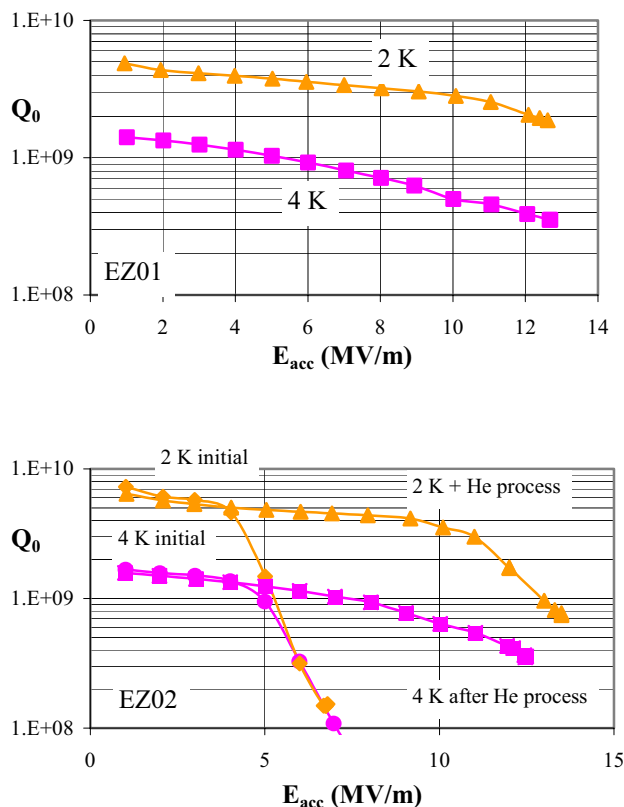 1.E+10
2 K
Q0
1.E+09
4 K
EZ01
1.E+08
0 2 4 6 8 10 12 14
Eacc (MV/m)
2 K initial
1.E+10
2 K + He process
Q0
4 K initial
1.E+09
EZ02
4 K after He process
1.E+08
0 5 10 15
Eacc (MV/m)